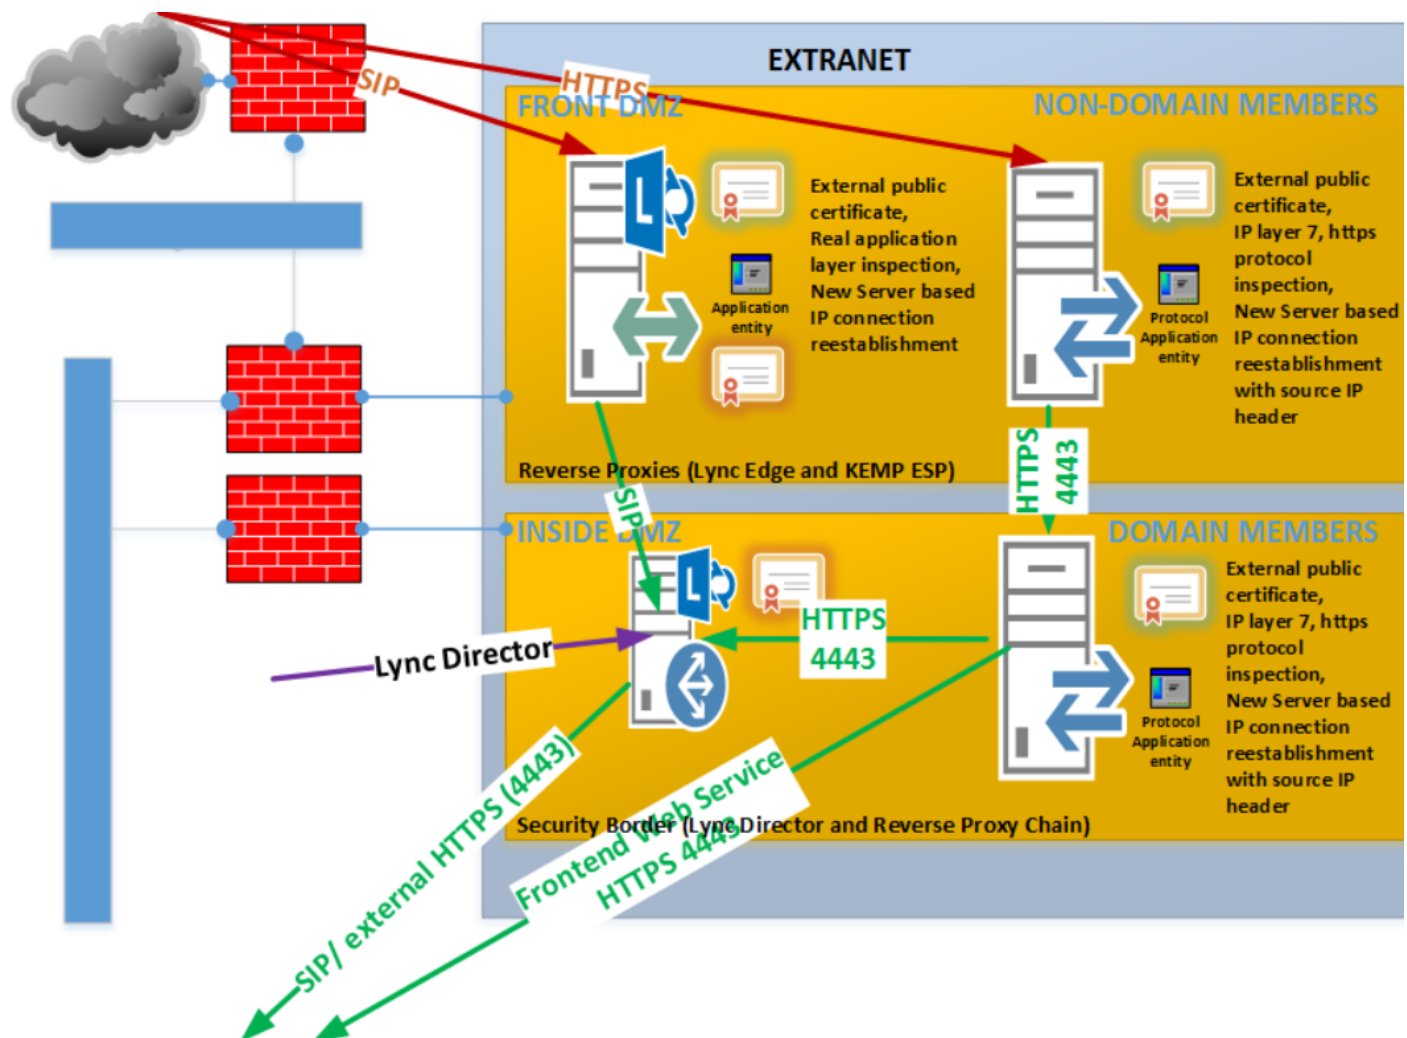 EXTRANET
SIP
HTTPS
FRONT DMZ
NON-DOMAIN MEMBERS
L
External public
certificate,
Real application
layer inspection,
New Server based
IP connection
reestablishment
Application
entity
External public
certificate,
IP layer 7, https
protocol
inspection,
New Server based
IP connection
reestablishment
with source IP
header
Protocol
Application
entity
Reverse Proxies (Lync Edge and KEMP ESP)
SIP
HTTPS
4443
INSIDE DMZ
DOMAIN MEMBERS
L
External public
certificate,
IP layer 7, https
protocol
inspection,
New Server based
IP connection
reestablishment
with source IP
header
HTTPS
4443
Lync Director
Protocol
Application
entity
Security Border (Lync Director and Reverse Proxy Chain)
SIP/ external HTTPS (4443)
Frontend Web Service
HTTPS 4443